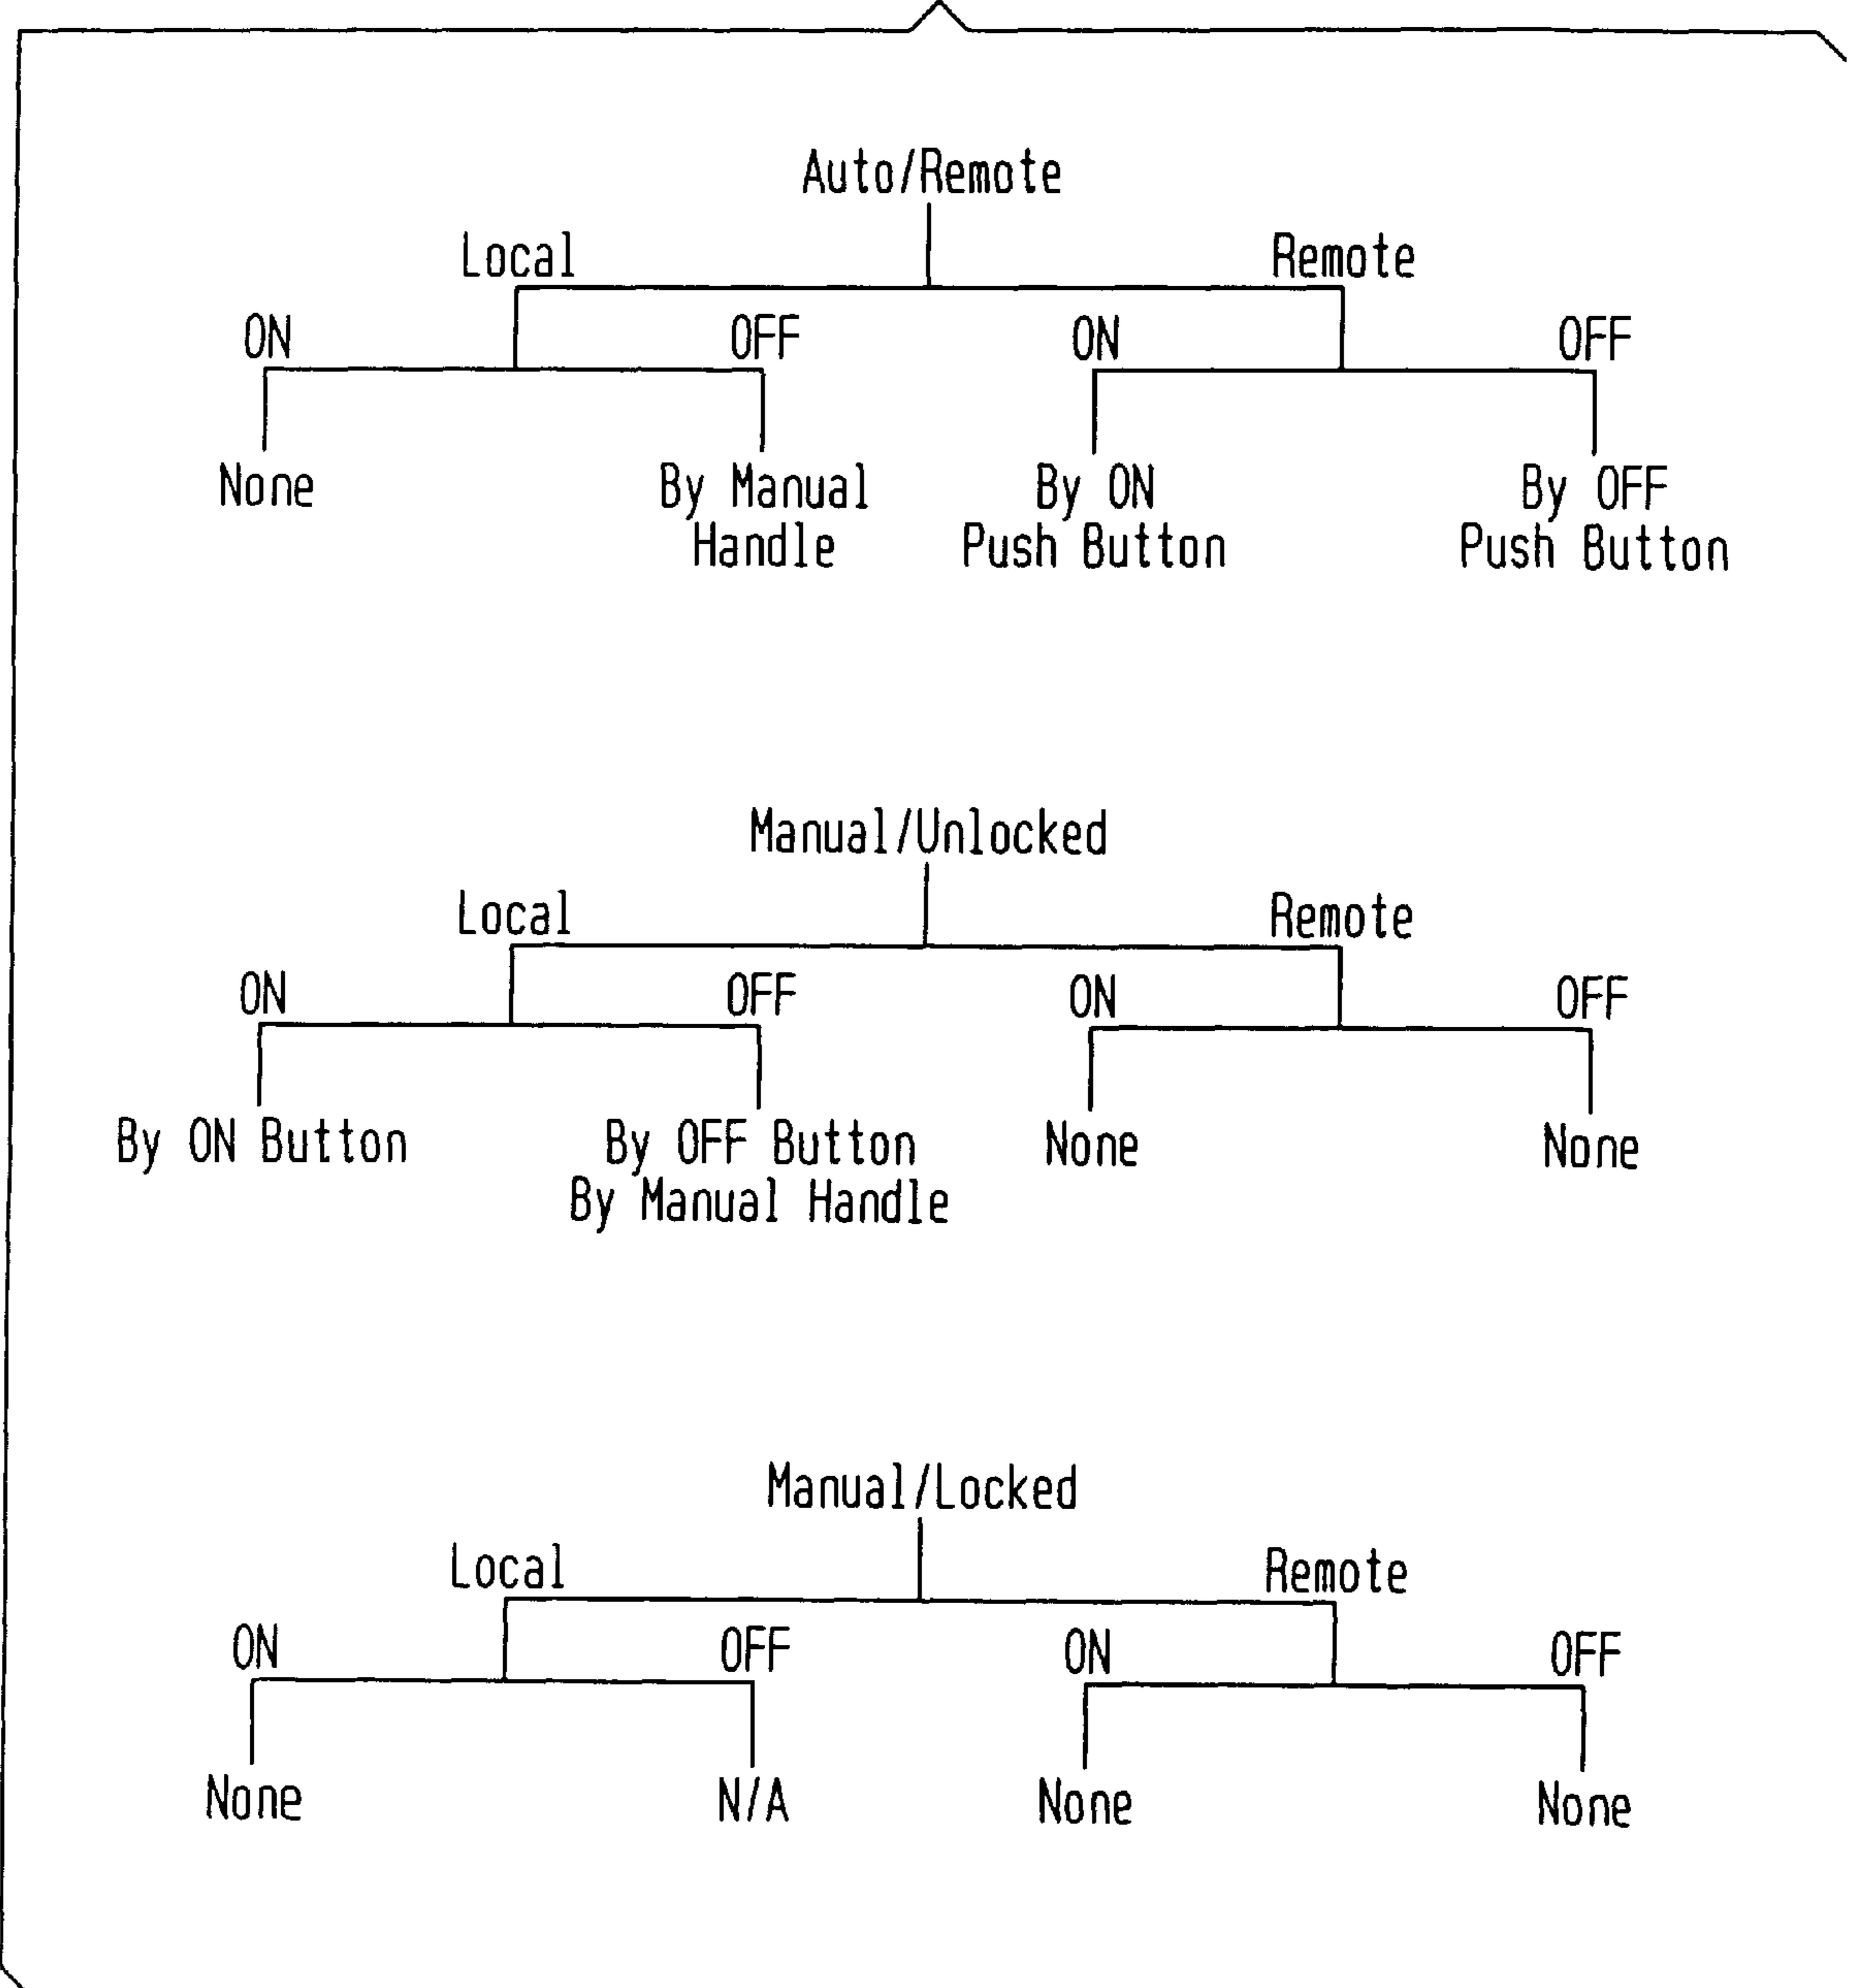 Auto/Remote
Local
Remote
ON
OFF
ON
OFF
None
By Manual
Handle
By ON
Push Button
By OFF
Push Button
Manual/Unlocked
Local
Remote
ON
OFF
ON
OFF
By ON Button
By OFF Button
By Manual Handle
None
None
Manual/Locked
Local
Remote
ON
OFF
ON
OFF
None
N/A
None
None